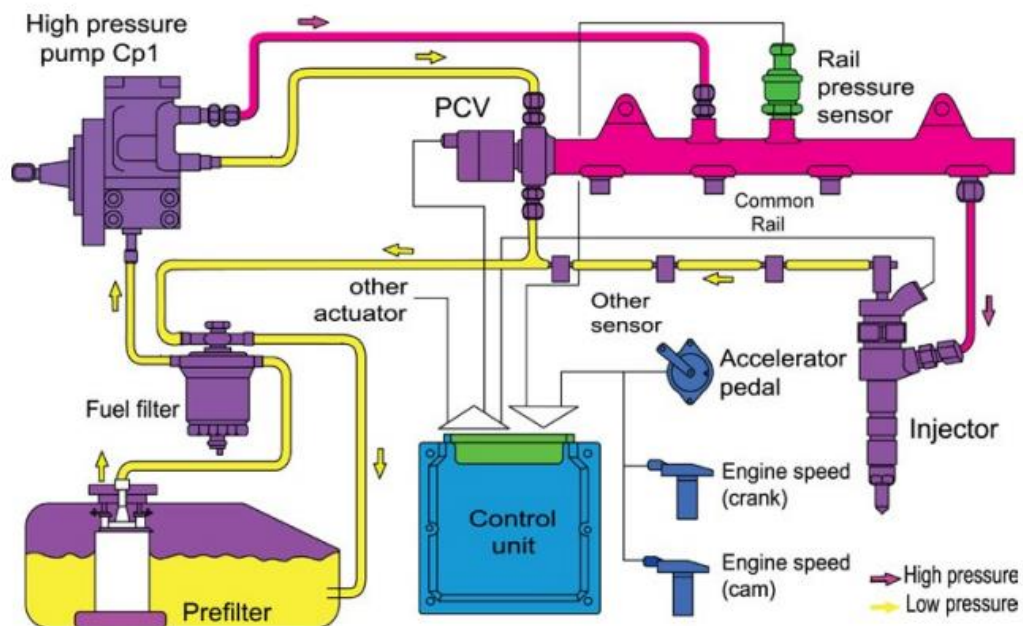 High pressure
pump Cp1
PCV
Rail
pressure
sensor
Common
Rail
other
actuator
Other
sensor
Accelerator
pedal
Fuel filter
Injector
Engine speed
(crank)
Control
unit
Engine speed
(cam)
Prefilter
High pressure
Low pressure